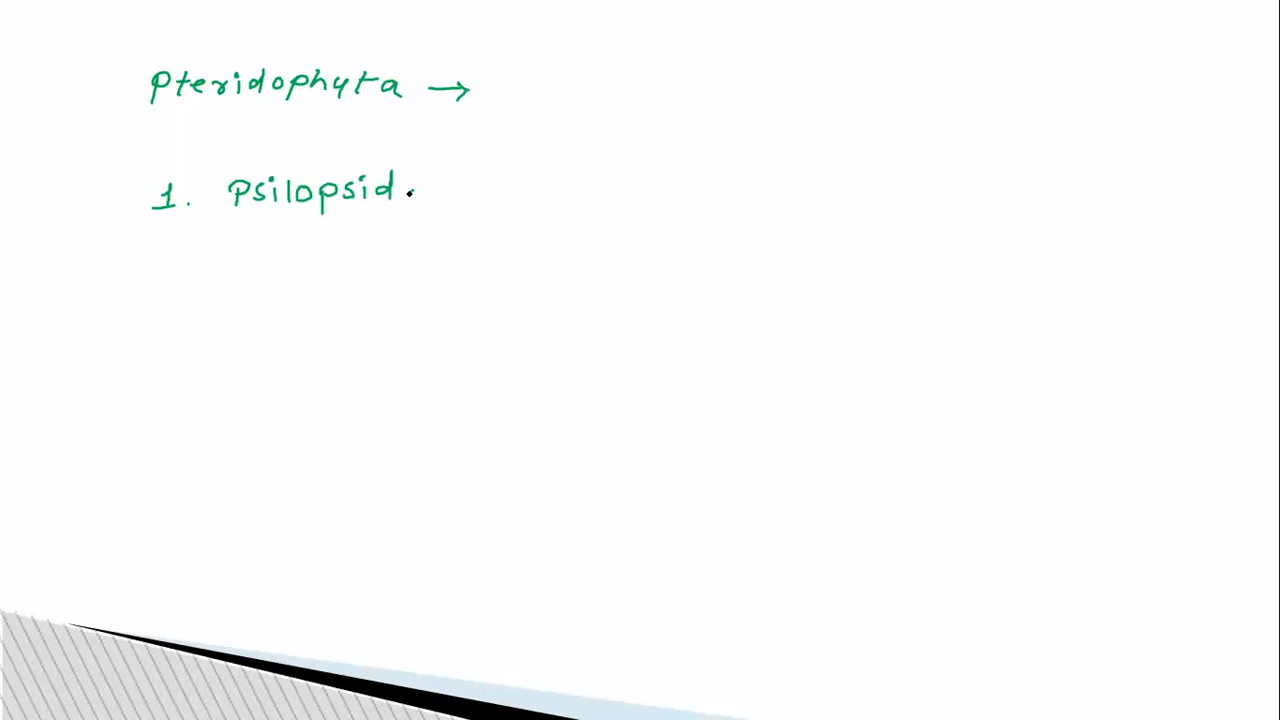 Pteridophyta →
1. Psilopsid